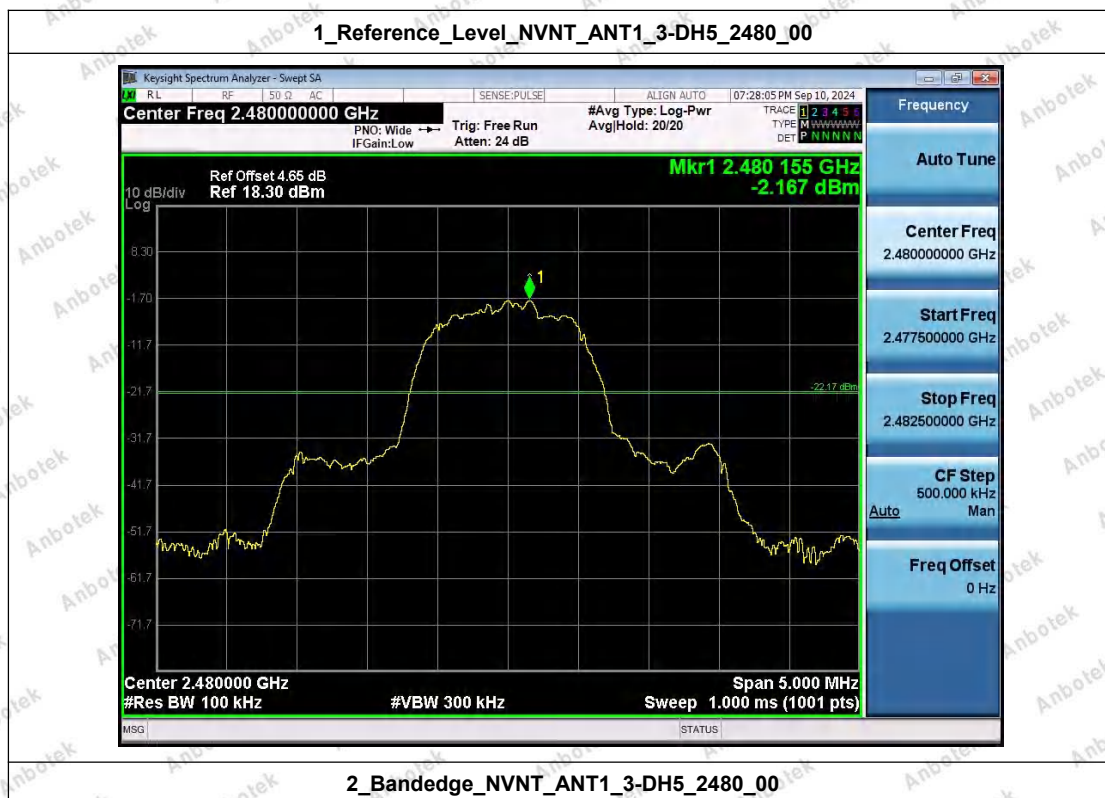 1_Reference_Level_NVNT_ANT1_3-DH5_2480_00
Keysight Spectrum Analyzer - Swept SA
LXI RL RF 50 Ω AC SENSE:PULSE ALIGN AUTO 07:28:05 PM Sep 10, 2024
Center Freq 2.480000000 GHz
PNO: Wide
IFGain:Low
Trig: Free Run
Atten: 24 dB
#Avg Type: Log-Pwr
Avg|Hold: 20/20
TRACE 1 2 3 4 5 6
TYPE M WWWWW
DET P N N N N N
Mkr1 2.480 155 GHz
-2.167 dBm
Ref Offset 4.65 dB
10 dB/div Ref 18.30 dBm
Log
8.30
-1.70
-11.7
-21.7
-31.7
-41.7
-51.7
-61.7
-71.7
1
-22.17 dBm
Center 2.480000 GHz Span 5.000 MHz
#Res BW 100 kHz #VBW 300 kHz Sweep 1.000 ms (1001 pts)
MSG STATUS
Frequency
Auto Tune
Center Freq
2.480000000 GHz
Start Freq
2.477500000 GHz
Stop Freq
2.482500000 GHz
CF Step
500.000 kHz
Auto Man
Freq Offset
0 Hz
2_Bandedge_NVNT_ANT1_3-DH5_2480_00
Anbotek